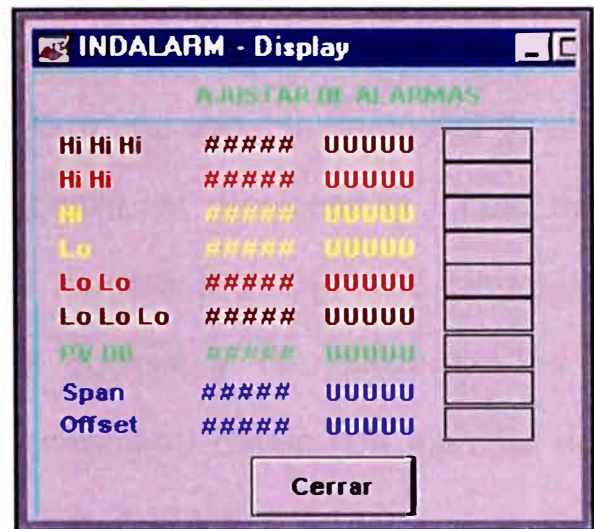 INDALARM - Display
AJUSTAR DE ALARMAS
Hi Hi Hi ##### UUUUU
Hi Hi ##### UUUUU
Hi ##### UUUUU
Lo ##### UUUUU
Lo Lo ##### UUUUU
Lo Lo Lo ##### UUUUU
PV DB ##### UUUUU
Span ##### UUUUU
Offset ##### UUUUU
Cerrar